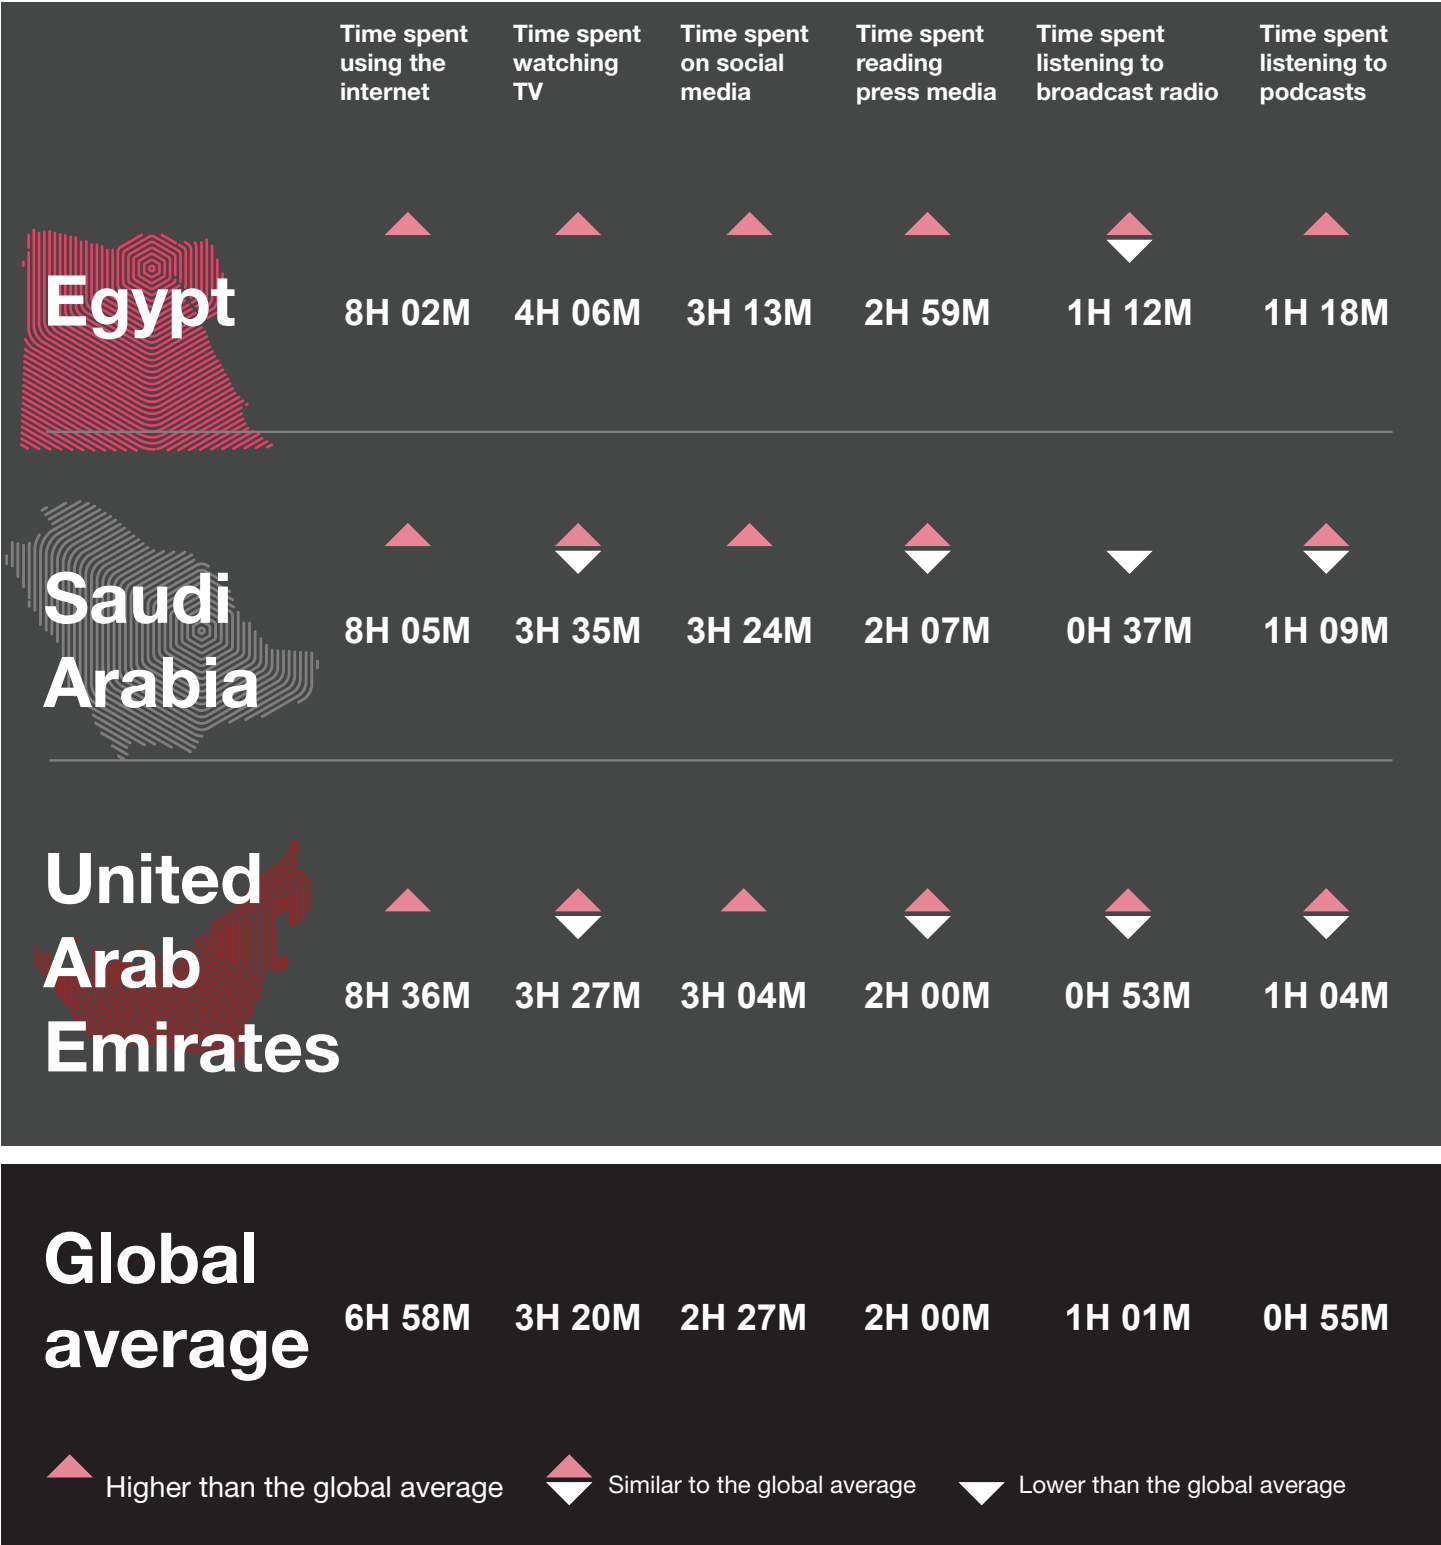 Time spent
using the
internet
Time spent
watching
TV
Time spent
on social
media
Time spent
reading
press media
Time spent
listening to
broadcast radio
Time spent
listening to
podcasts
Egypt
8H 02M 4H 06M 3H 13M 2H 59M 1H 12M 1H 18M
Saudi
Arabia
8H 05M 3H 35M 3H 24M 2H 07M 0H 37M 1H 09M
United
Arab
Emirates
8H 36M 3H 27M 3H 04M 2H 00M 0H 53M 1H 04M
Global
average
6H 58M 3H 20M 2H 27M 2H 00M 1H 01M 0H 55M
Higher than the global average
Similar to the global average
Lower than the global average